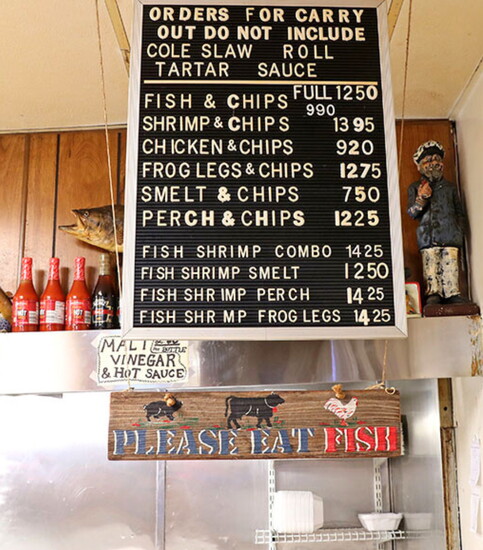 ORDERS FOR CARRY
OUT DO NOT INCLUDE
COLE SLAW ROLL
TARTAR SAUCE
FULL 1250
FISH & CHIPS 990
SHRIMP & CHIPS 1395
CHICKEN & CHIPS 920
FROG LEGS & CHIPS 1275
SMELT & CHIPS 750
PERCH & CHIPS 1225
FISH SHRIMP COMBO 1425
FISH SHRIMP SMELT 1250
FISH SHRIMP PERCH 1425
FISH SHR MP FROG LEGS 1425
MALT
VINEGAR
& HOT SAUCE
PLEASE EAT FISH